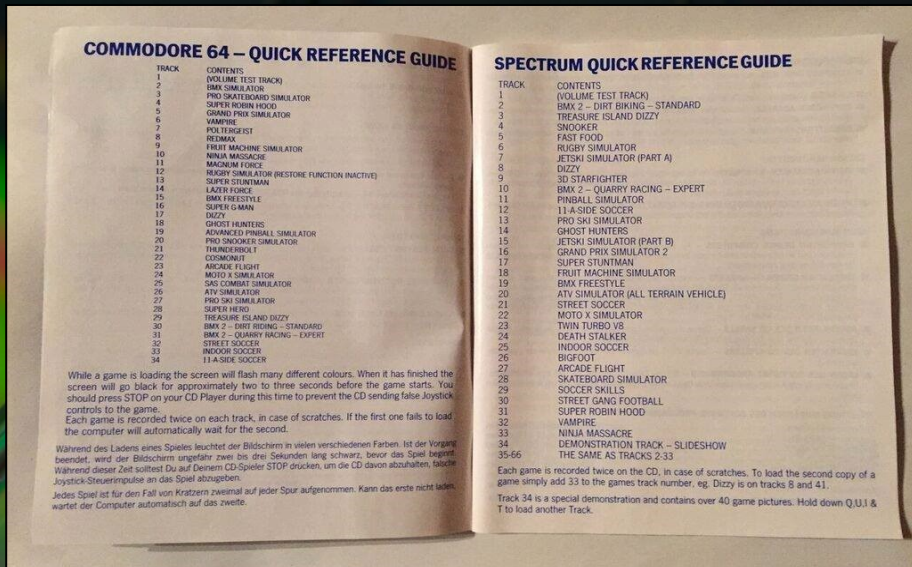 COMMODORE 64 – QUICK REFERENCE GUIDE
TRACK CONTENTS
1 (VOLUME TEST TRACK)
2 BMX SIMULATOR
3 PRO SKATEBOARD SIMULATOR
4 SUPER ROBIN HOOD
5 GRAND PRIX SIMULATOR
6 VAMPIRE
7 POLTERGEIST
8 REDMAX
9 FRUIT MACHINE SIMULATOR
10 NINJA MASSACRE
11 MAGNUM FORCE
12 RUGBY SIMULATOR (RESTORE FUNCTION INACTIVE)
13 SUPER STUNTMAN
14 LAZER FORCE
15 BMX FREESTYLE
16 SUPER G-MAN
17 DIZZY
18 GHOST HUNTERS
19 ADVANCED PINBALL SIMULATOR
20 PRO SNOOKER SIMULATOR
21 THUNDERBOLT
22 COSMONUT
23 ARCADE FLIGHT
24 MOTO X SIMULATOR
25 SAS COMBAT SIMULATOR
26 ATV SIMULATOR
27 PRO SKI SIMULATOR
28 SUPER HERO
29 TREASURE ISLAND DIZZY
30 BMX 2 – DIRT RIDING – STANDARD
31 BMX 2 – QUARRY RACING – EXPERT
32 STREET SOCCER
33 INDOOR SOCCER
34 11-A-SIDE SOCCER
While a game is loading the screen will flash many different colours. When it has finished the
screen will go black for approximately two to three seconds before the game starts. You
should press STOP on your CD Player during this time to prevent the CD sending false Joystick
controls to the game.
Each game is recorded twice on each track, in case of scratches. If the first one fails to load
the computer will automatically wait for the second.
Während des Ladens eines Spieles leuchtet der Bildschirm in vielen verschiedenen Farben. Ist der Vorgang
beendet, wird der Bildschirm ungefähr zwei bis drei Sekunden lang schwarz, bevor das Spiel beginnt.
Während dieser Zeit solltest Du auf Deinem CD-Spieler STOP drücken, um die CD davon abzuhalten, falsche
Joystick-Steuerimpulse an das Spiel abzugeben.
Jedes Spiel ist für den Fall von Kratzern zweimal auf jeder Spur aufgenommen. Kann das erste nicht laden,
wartet der Computer automatisch auf das zweite.
SPECTRUM QUICK REFERENCE GUIDE
TRACK CONTENTS
1 (VOLUME TEST TRACK)
2 BMX 2 – DIRT BIKING – STANDARD
3 TREASURE ISLAND DIZZY
4 SNOOKER
5 FAST FOOD
6 RUGBY SIMULATOR
7 JETSKI SIMULATOR (PART A)
8 DIZZY
9 3D STARFIGHTER
10 BMX 2 – QUARRY RACING – EXPERT
11 PINBALL SIMULATOR
12 11-A-SIDE SOCCER
13 PRO SKI SIMULATOR
14 GHOST HUNTERS
15 JETSKI SIMULATOR (PART B)
16 GRAND PRIX SIMULATOR 2
17 SUPER STUNTMAN
18 FRUIT MACHINE SIMULATOR
19 BMX FREESTYLE
20 ATV SIMULATOR (ALL TERRAIN VEHICLE)
21 STREET SOCCER
22 MOTO X SIMULATOR
23 TWIN TURBO V8
24 DEATH STALKER
25 INDOOR SOCCER
26 BIGFOOT
27 ARCADE FLIGHT
28 SKATEBOARD SIMULATOR
29 SOCCER SKILLS
30 STREET GANG FOOTBALL
31 SUPER ROBIN HOOD
32 VAMPIRE
33 NINJA MASSACRE
34 DEMONSTRATION TRACK – SLIDESHOW
35-66 THE SAME AS TRACKS 2-33
Each game is recorded twice on the CD, in case of scratches. To load the second copy of a
game simply add 33 to the games track number, eg. Dizzy is on tracks 8 and 41.
Track 34 is a special demonstration and contains over 40 game pictures. Hold down Q,U,I &
T to load another Track.